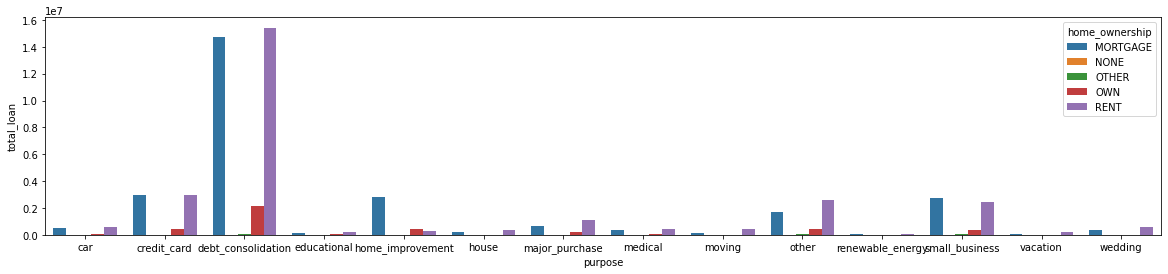 1e7
1.6
1.4
1.2
1.0
0.8
0.6
0.4
0.2
0.0
total_loan
home_ownership
MORTGAGE
NONE
OTHER
OWN
RENT
car
credit_card
debt_consolidation
educational
home_improvement
house
major_purchase
medical
moving
other
renewable_energy
small_business
vacation
wedding
purpose